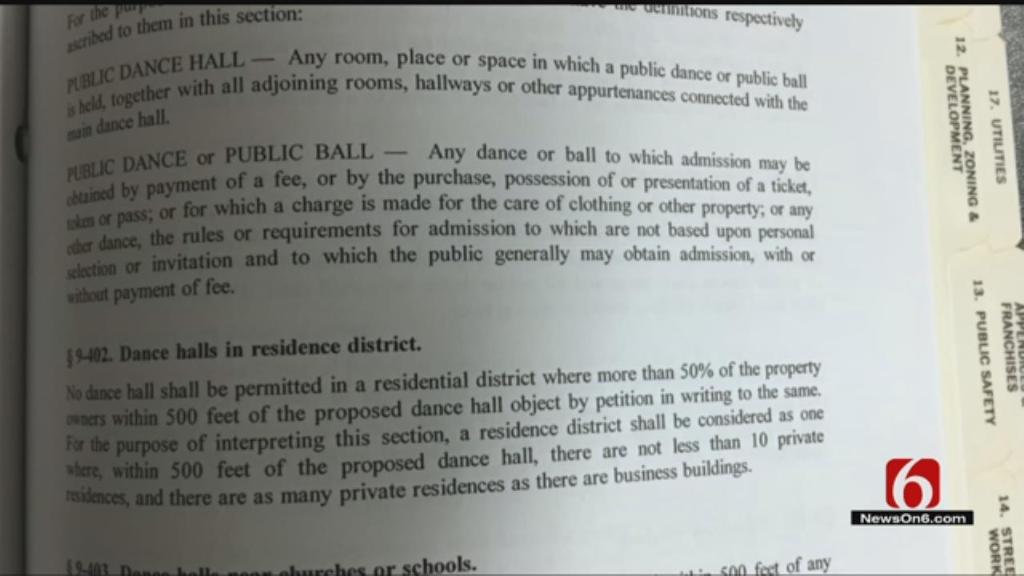 For the definitions respectively
ascribed to them in this section:
PUBLIC DANCE HALL — Any room, place or space in which a public dance or public ball
is held, together with all adjoining rooms, hallways or other appurtenances connected with the
main dance hall.
PUBLIC DANCE or PUBLIC BALL — Any dance or ball to which admission may be
obtained by payment of a fee, or by the purchase, possession of or presentation of a ticket,
token or pass; or for which a charge is made for the care of clothing or other property; or any
other dance, the rules or requirements for admission to which are not based upon personal
selection or invitation and to which the public generally may obtain admission, with or
without payment of fee.
§ 9-402. Dance halls in residence district.
No dance hall shall be permitted in a residential district where more than 50% of the property
owners within 500 feet of the proposed dance hall object by petition in writing to the same.
For the purpose of interpreting this section, a residence district shall be considered as one
where, within 500 feet of the proposed dance hall, there are not less than 10 private
residences, and there are as many private residences as there are business buildings.
§ 9-403. Dance halls near churches or schools.
500 feet of any
12. PLANNING, ZONING &
DEVELOPMENT
13. PUBLIC SAFETY
14.
17. UTILITIES
FRANCHISES
6
NewsOn6.com